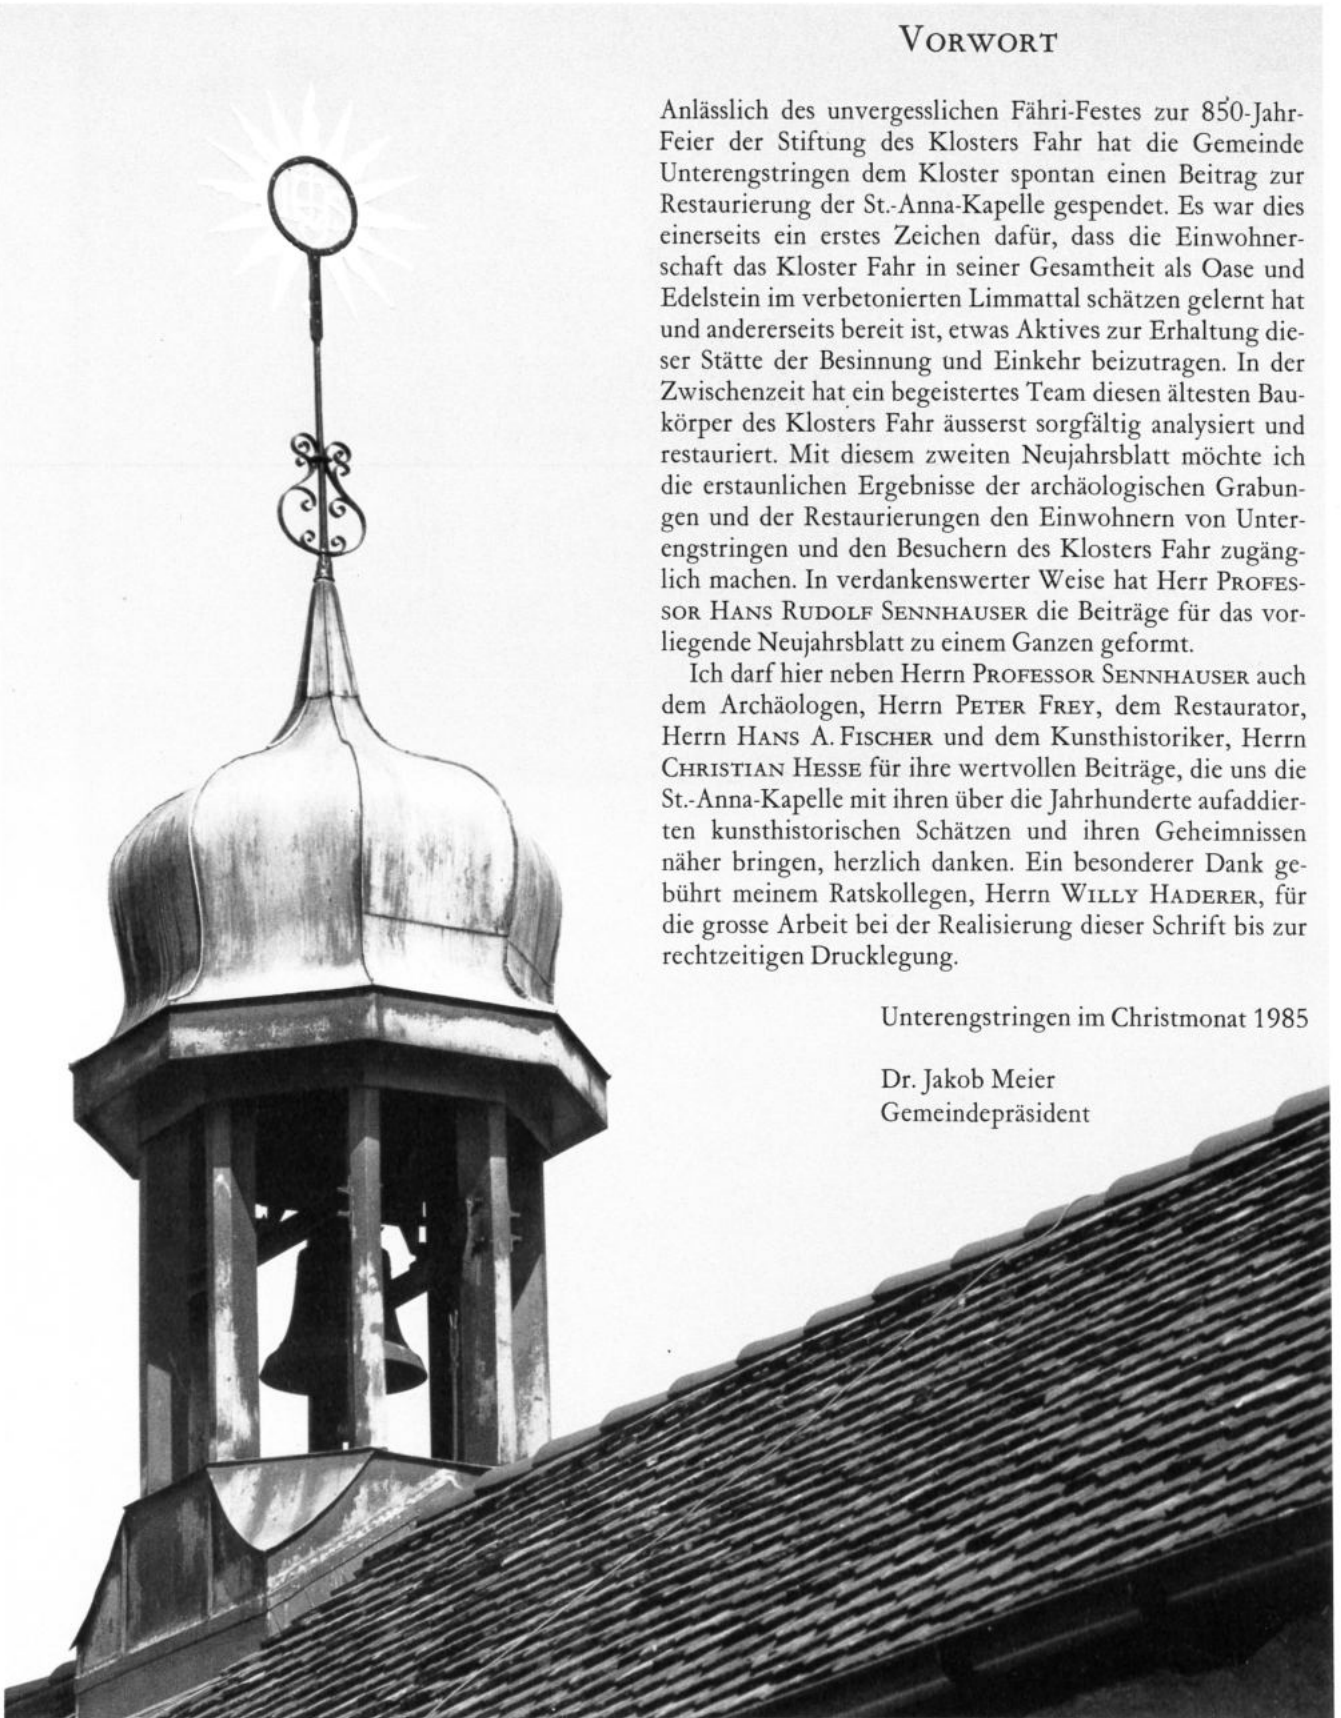 VORWORT
Anlässlich des unvergesslichen Fähri-Festes zur 850-Jahr-
Feier der Stiftung des Klosters Fahr hat die Gemeinde
Unterengstringen dem Kloster spontan einen Beitrag zur
Restaurierung der St.-Anna-Kapelle gespendet. Es war dies
einerseits ein erstes Zeichen dafür, dass die Einwohner-
schaft das Kloster Fahr in seiner Gesamtheit als Oase und
Edelstein im verbetonierten Limmattal schätzen gelernt hat
und andererseits bereit ist, etwas Aktives zur Erhaltung die-
ser Stätte der Besinnung und Einkehr beizutragen. In der
Zwischenzeit hat ein begeistertes Team diesen ältesten Bau-
körper des Klosters Fahr äusserst sorgfältig analysiert und
restauriert. Mit diesem zweiten Neujahrsblatt möchte ich
die erstaunlichen Ergebnisse der archäologischen Grabun-
gen und der Restaurierungen den Einwohnern von Unter-
engstringen und den Besuchern des Klosters Fahr zugäng-
lich machen. In verdankenswerter Weise hat Herr PROFES-
SOR HANS RUDOLF SENNHAUSER die Beiträge für das vor-
liegende Neujahrsblatt zu einem Ganzen geformt.
Ich darf hier neben Herrn PROFESSOR SENNHAUSER auch
dem Archäologen, Herrn PETER FREY, dem Restaurator,
Herrn HANS A. FISCHER und dem Kunsthistoriker, Herrn
CHRISTIAN HESSE für ihre wertvollen Beiträge, die uns die
St.-Anna-Kapelle mit ihren über die Jahrhunderte aufaddier-
ten kunsthistorischen Schätzen und ihren Geheimnissen
näher bringen, herzlich danken. Ein besonderer Dank ge-
bührt meinem Ratskollegen, Herrn WILLY HADERER, für
die grosse Arbeit bei der Realisierung dieser Schrift bis zur
rechtzeitigen Drucklegung.
Unterengstringen im Christmonat 1985
Dr. Jakob Meier
Gemeindepräsident